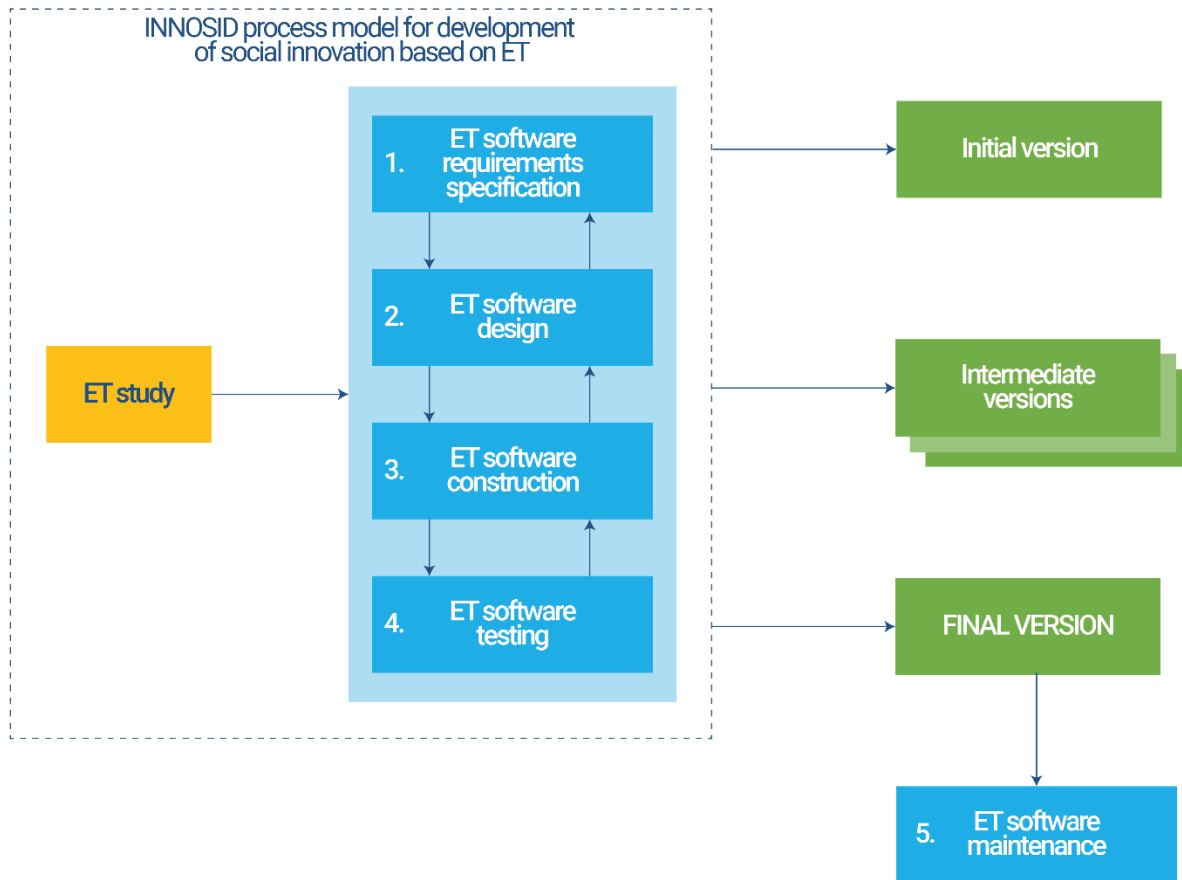 INNOSID process model for development
of social innovation based on ET
1.
ET software
requirements
specification
Initial version
2.
ET software
design
ET study
Intermediate
versions
3.
ET software
construction
4.
ET software
testing
FINAL VERSION
5.
ET software
maintenance